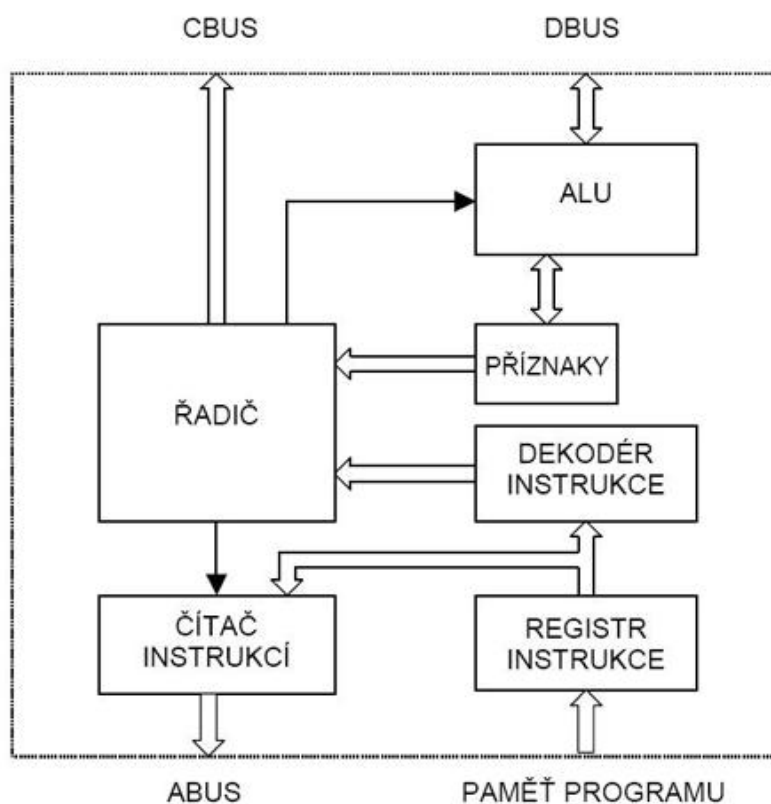 CBUS
DBUS
ALU
PŘÍZNAKY
ŘADIČ
DEKODÉR
INSTRUKCE
ČÍTAČ
INSTRUKCÍ
REGISTR
INSTRUKCE
ABUS
PAMĚŤ PROGRAMU